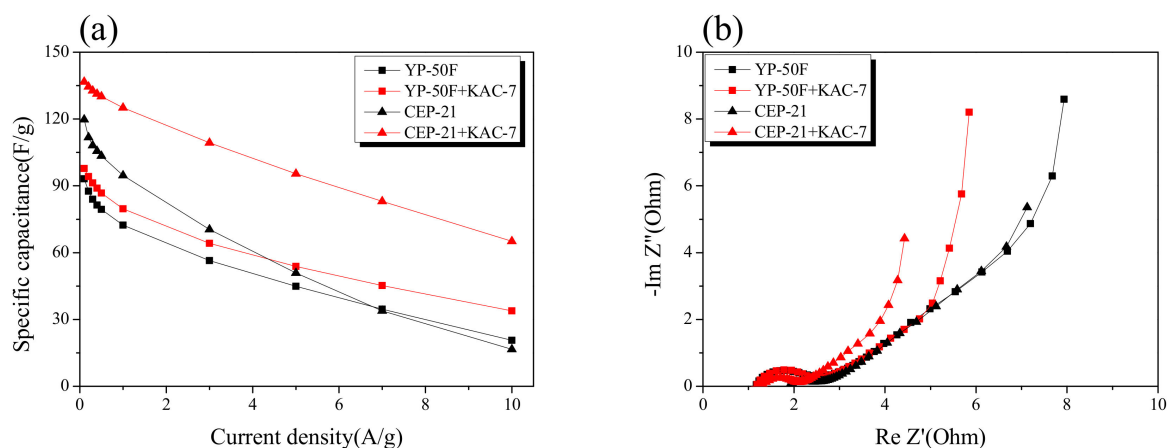 (a)
150
120
90
60
30
0
Specific capacitance(F/g)
0 2 4 6 8 10
Current density(A/g)
YP-50F
YP-50F+KAC-7
CEP-21
CEP-21+KAC-7
(b)
10
8
6
4
2
0
-Im Z"(Ohm)
0 2 4 6 8 10
Re Z'(Ohm)
YP-50F
YP-50F+KAC-7
CEP-21
CEP-21+KAC-7